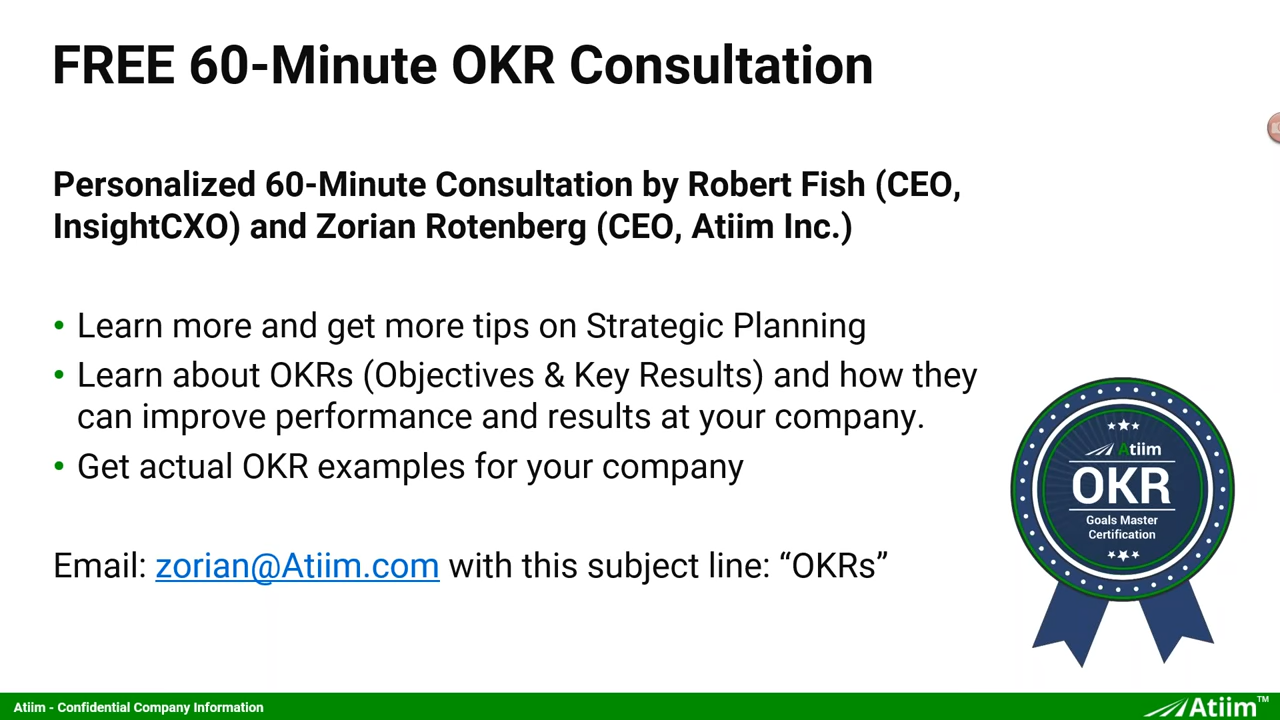 FREE 60-Minute OKR Consultation
Personalized 60-Minute Consultation by Robert Fish (CEO,
InsightCXO) and Zorian Rotenberg (CEO, Atiim Inc.)
• Learn more and get more tips on Strategic Planning
• Learn about OKRs (Objectives & Key Results) and how they
can improve performance and results at your company.
• Get actual OKR examples for your company
Atiim
OKR
Goals Master
Certification
Email: zorian@Atiim.com with this subject line: “OKRs”
Atiim - Confidential Company Information
Atiim™